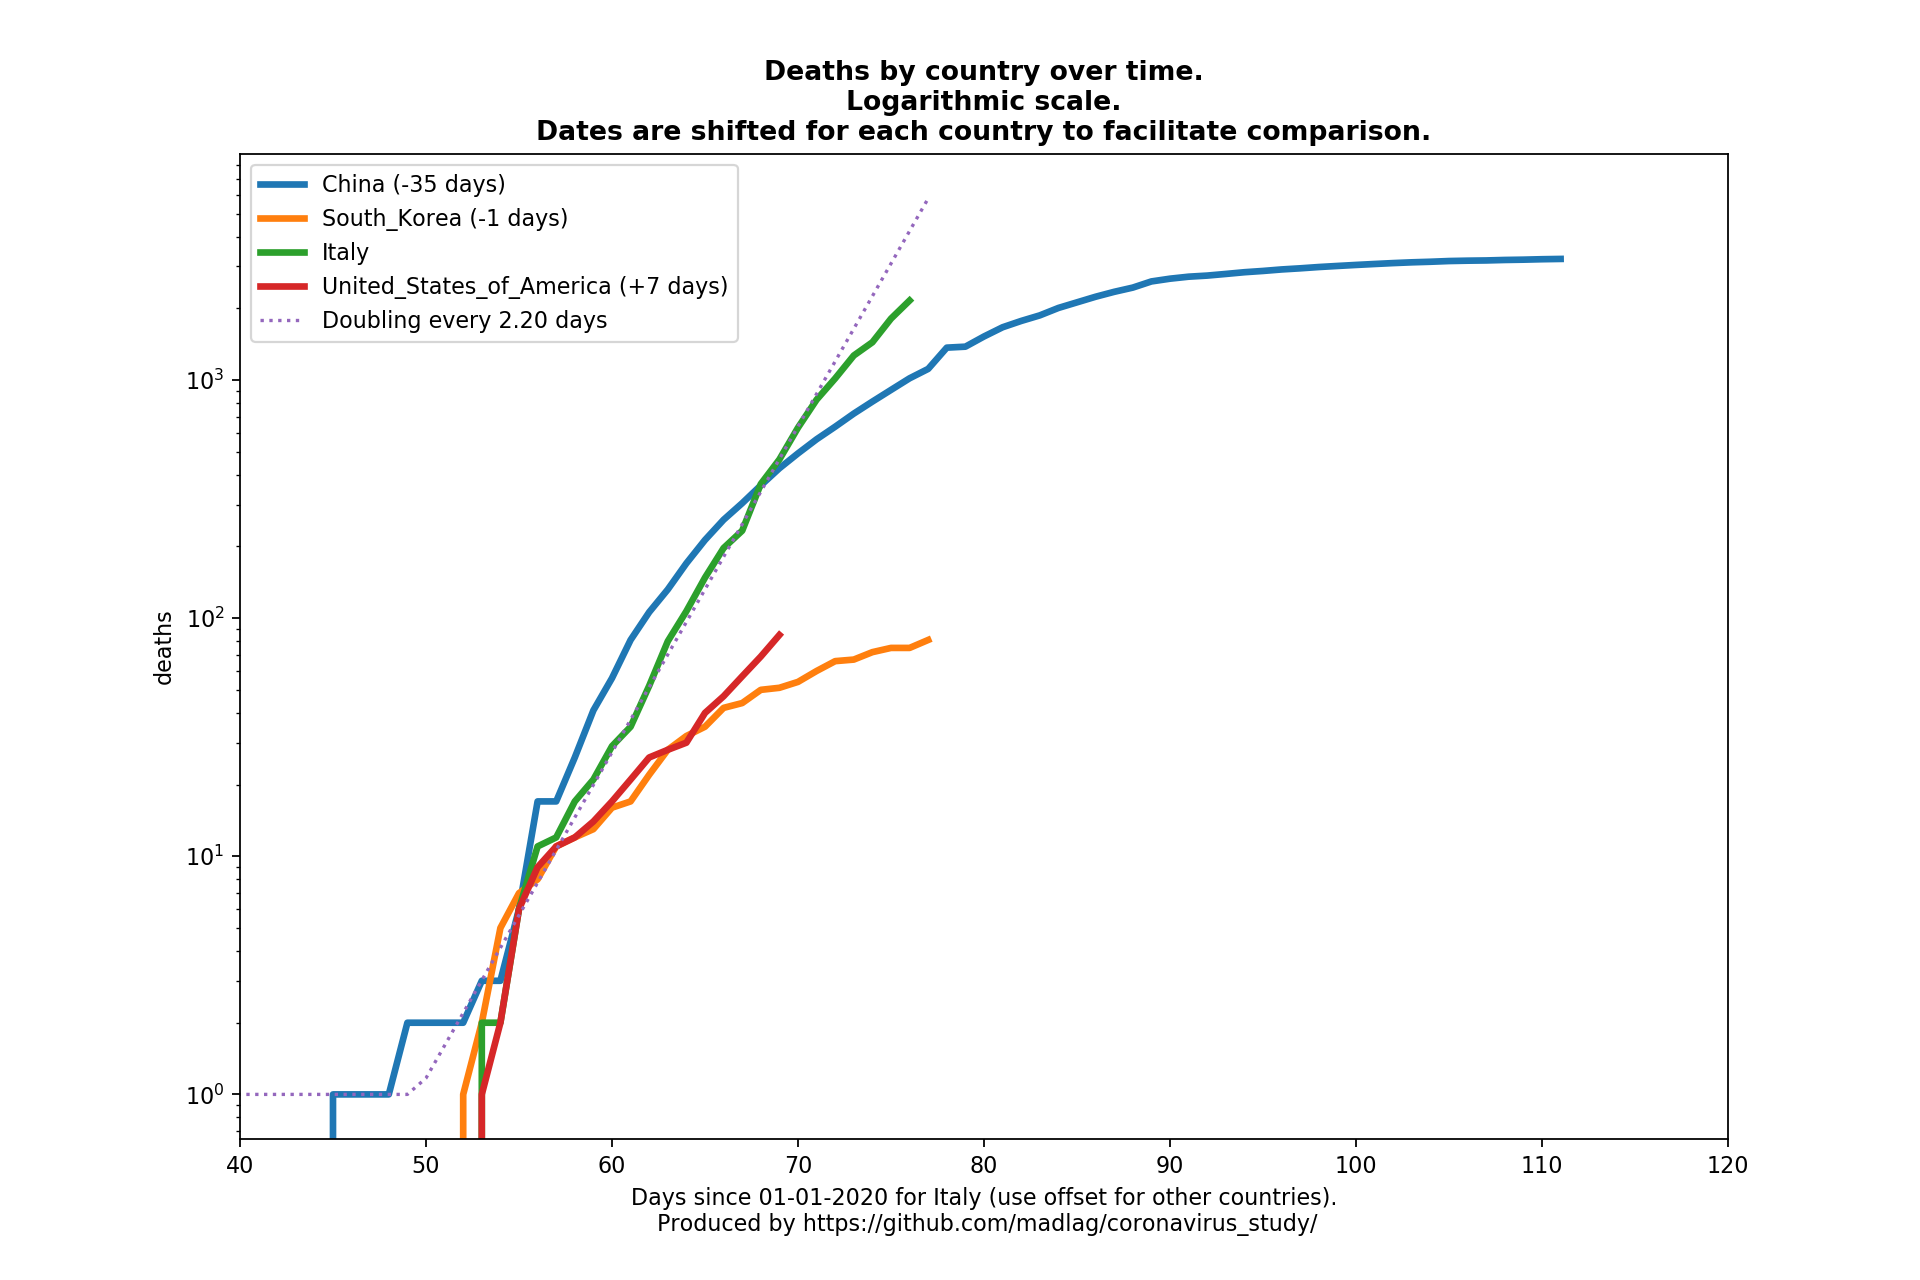 Deaths by country over time.
Logarithmic scale.
Dates are shifted for each country to facilitate comparison.
China (-35 days)
South_Korea (-1 days)
Italy
United_States_of_America (+7 days)
Doubling every 2.20 days
deaths
10³
10²
10¹
10⁰
40 50 60 70 80 90 100 110 120
Days since 01-01-2020 for Italy (use offset for other countries).
Produced by https://github.com/madlag/coronavirus_study/